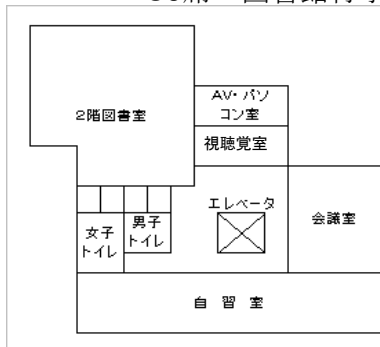 AV・パソ
コン室
2階図書室
視聴覚室
エレベータ
会議室
女子
トイレ
男子
トイレ
自習室